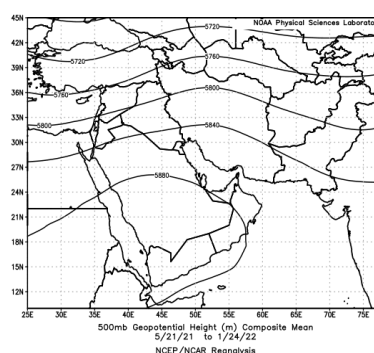 NOAA Physical Sciences Laborato
45N
42N
39N
36N
33N
30N
27N
24N
21N
18N
15N
12N
5720
5720
5760
5760
5800
5800
5840
5880
25E
30E
35E
40E
45E
50E
55E
60E
65E
70E
75E
500mb Geopotential Height (m) Composite Mean
5/21/21 to 1/24/22
NCEP/NCAR Reanalysis